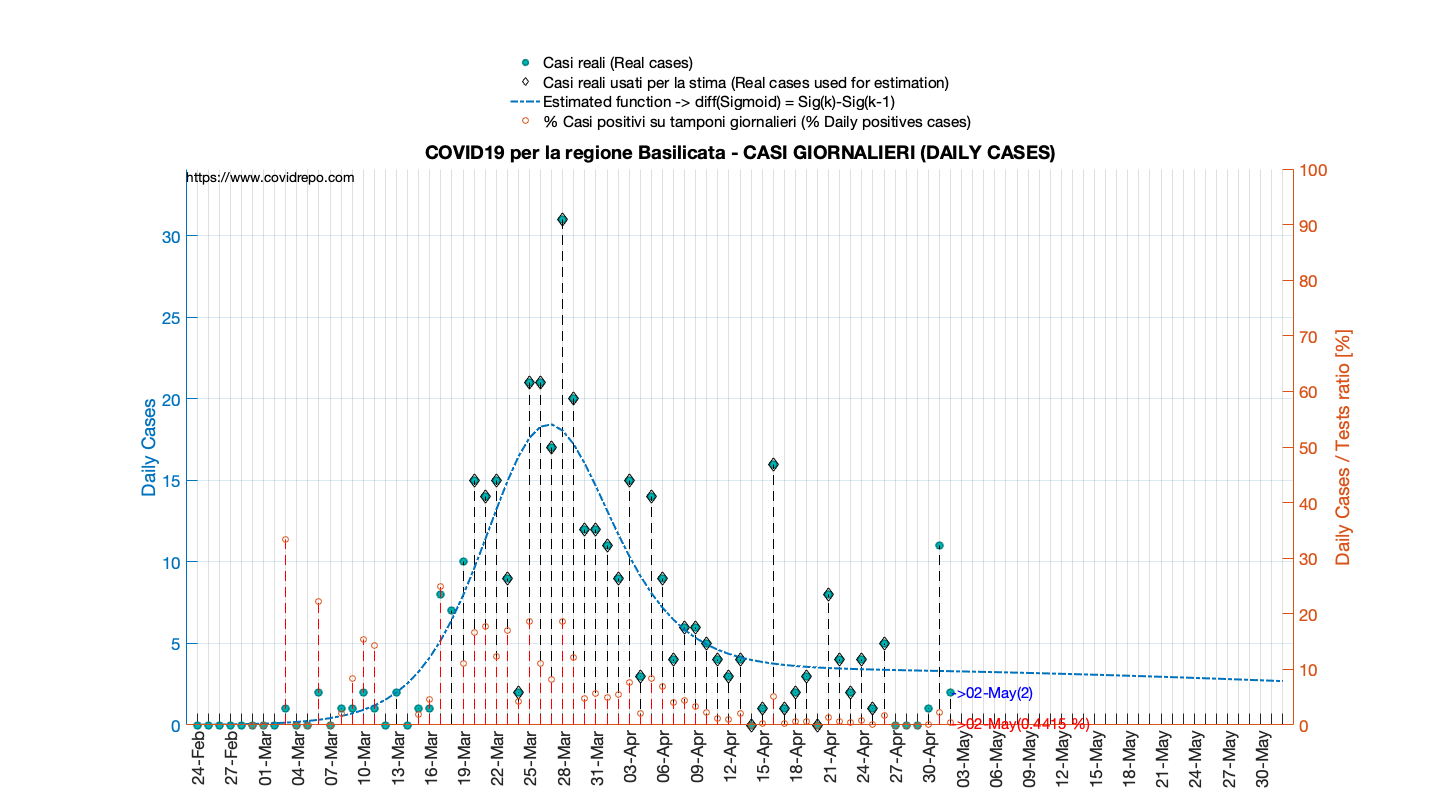 Casi reali (Real cases)
Casi reali usati per la stima (Real cases used for estimation)
Estimated function -> diff(Sigmoid) = Sig(k)-Sig(k-1)
% Casi positivi su tamponi giornalieri (% Daily positives cases)
COVID19 per la regione Basilicata - CASI GIORNALIERI (DAILY CASES)
https://www.covidrepo.com
Daily Cases
30
25
20
15
10
5
0
100
90
80
70
60
50
40
30
20
10
0
Daily Cases / Tests ratio [%]
->02-May(2)
->02-May(0.4415 %)
24-Feb
27-Feb
01-Mar
04-Mar
07-Mar
10-Mar
13-Mar
16-Mar
19-Mar
22-Mar
25-Mar
28-Mar
31-Mar
03-Apr
06-Apr
09-Apr
12-Apr
15-Apr
18-Apr
21-Apr
24-Apr
27-Apr
30-Apr
03-May
06-May
09-May
12-May
15-May
18-May
21-May
24-May
27-May
30-May